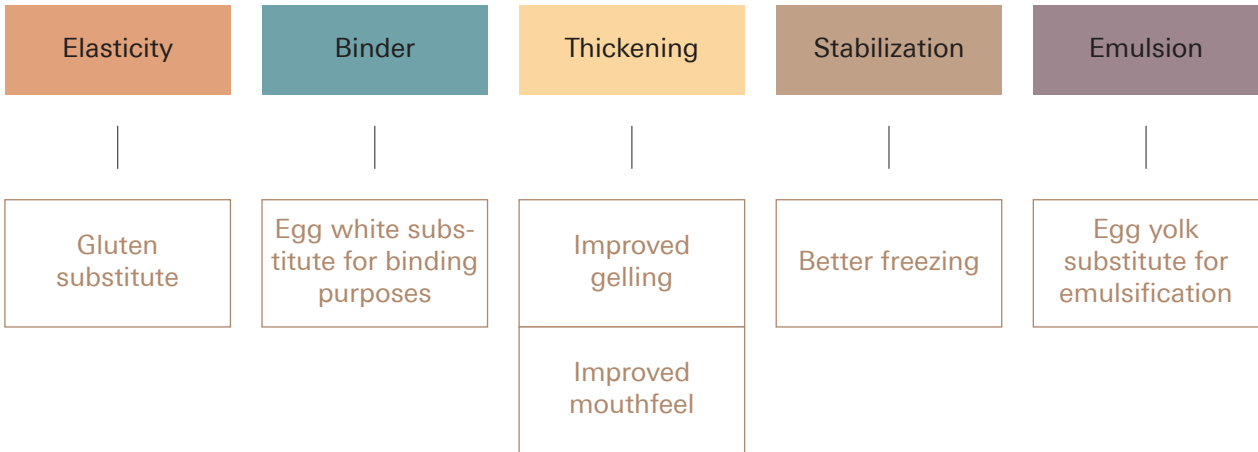 Elasticity
Binder
Thickening
Stabilization
Emulsion
Gluten
substitute
Egg white subs-
titute for binding
purposes
Improved
gelling
Better freezing
Egg yolk
substitute for
emulsification
Improved
mouthfeel